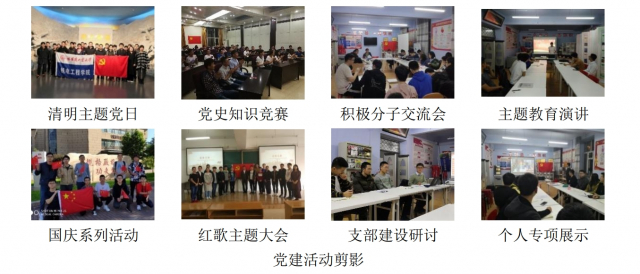 清明主题党日
党史知识竞赛
积极分子交流会
主题教育演讲
国庆系列活动
红歌主题大会
支部建设研讨
个人专项展示
党建活动剪影